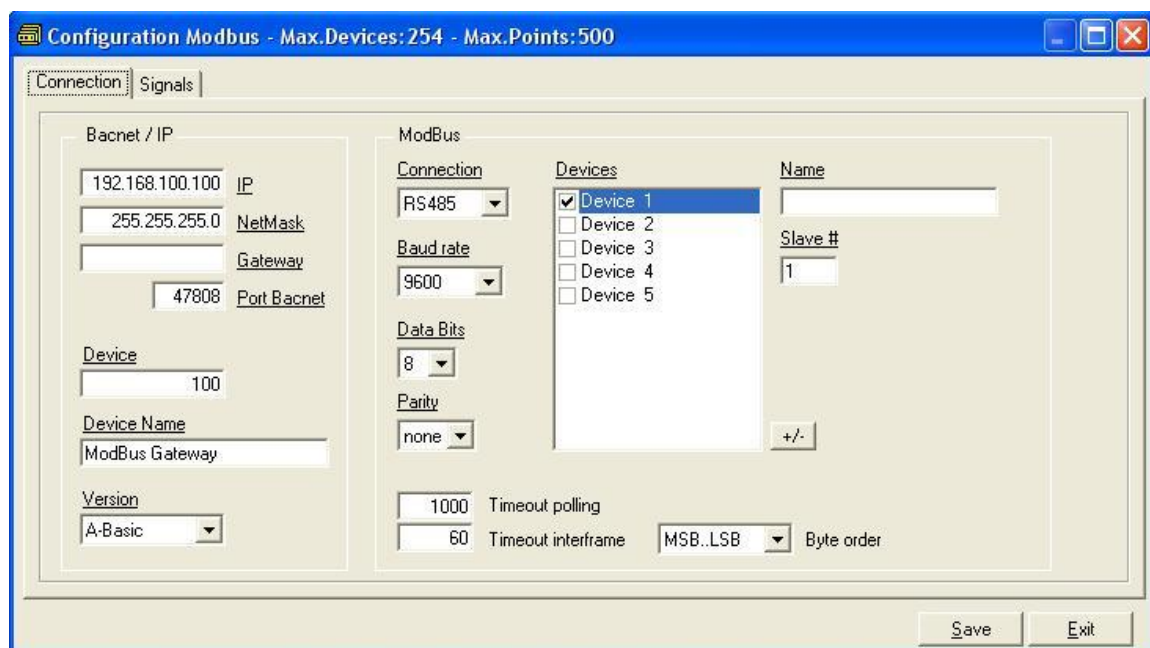 Configuration Modbus - Max.Devices:254 - Max.Points:500
Connection Signals
Bacnet / IP
192.168.100.100 IP
255.255.255.0 NetMask
Gateway
47808 Port Bacnet
Device
100
Device Name
ModBus Gateway
Version
A-Basic
ModBus
Connection
RS485
Baud rate
9600
Data Bits
8
Parity
none
Devices
Device 1
Device 2
Device 3
Device 4
Device 5
Name
Slave #
1
+/-
1000 Timeout polling
60 Timeout interframe MSB..LSB Byte order
Save Exit